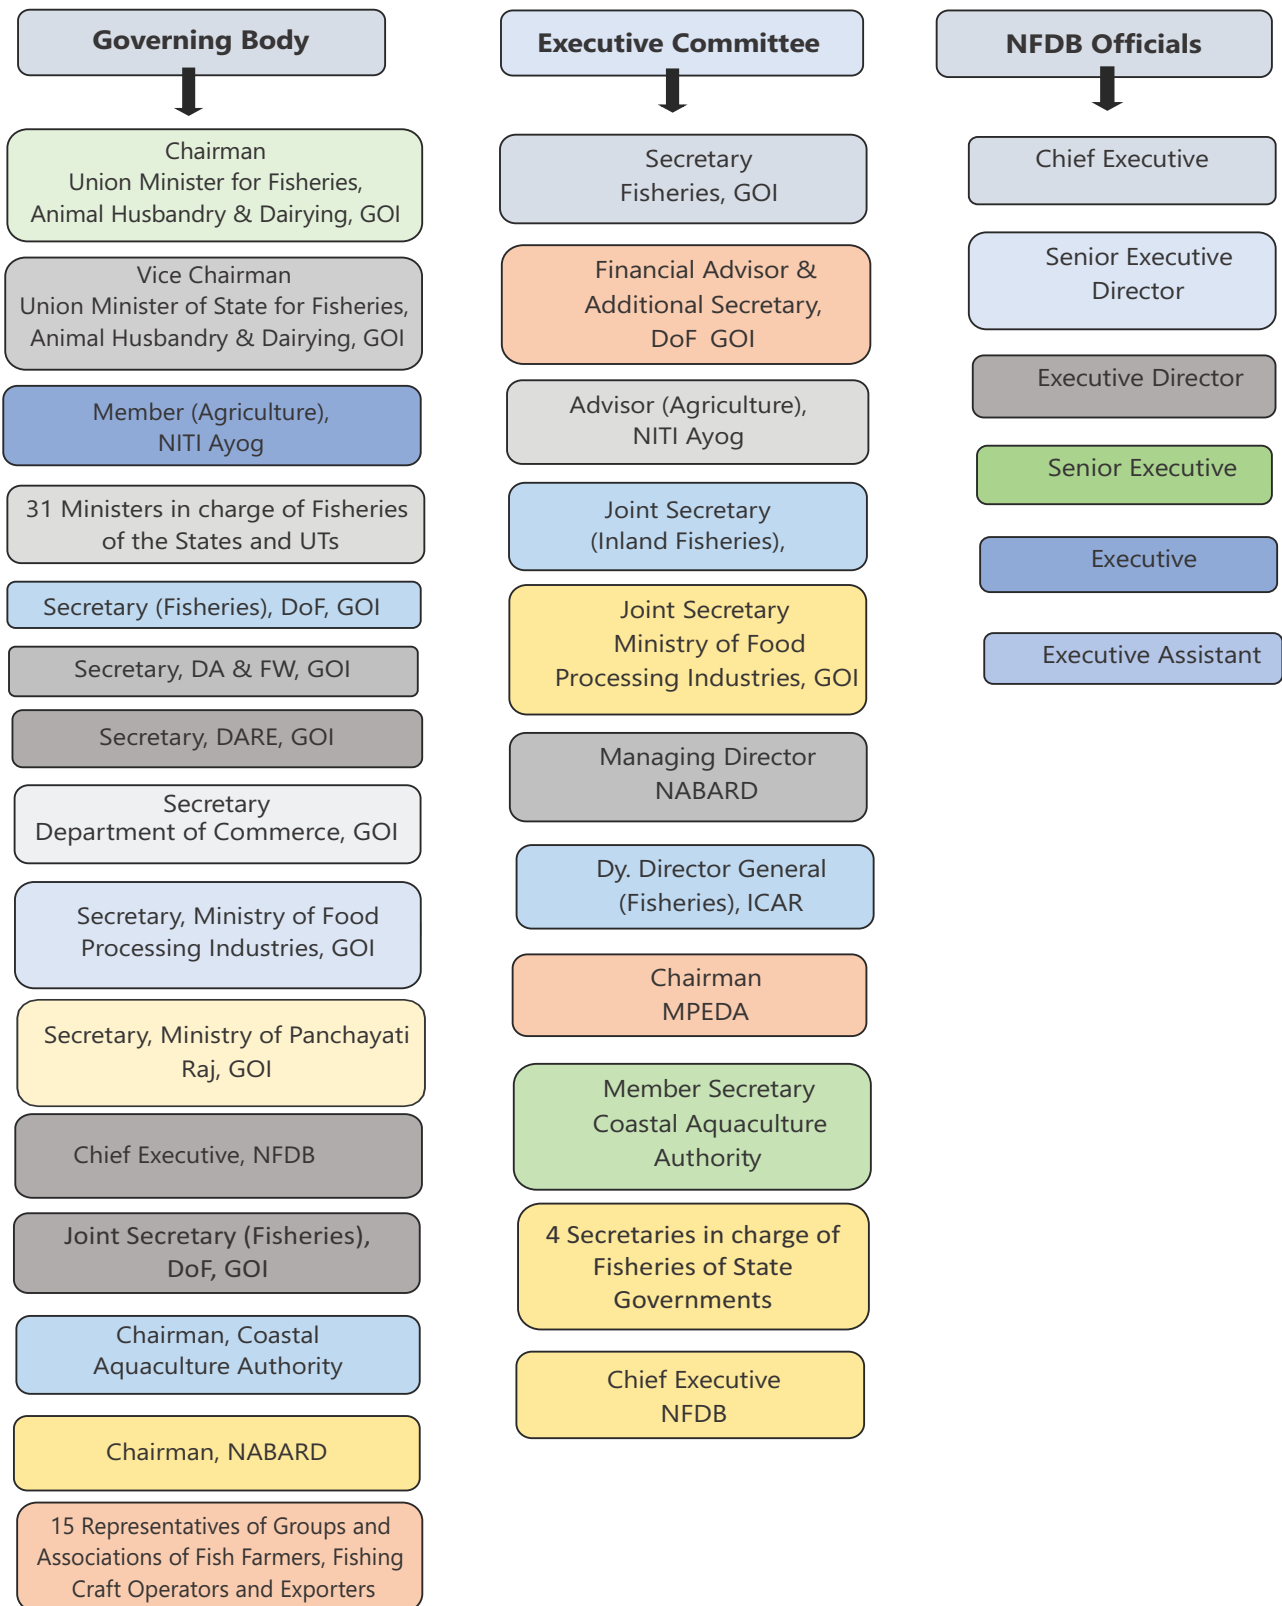 Governing Body
Chairman
Union Minister for Fisheries,
Animal Husbandry & Dairying, GOI
Vice Chairman
Union Minister of State for Fisheries,
Animal Husbandry & Dairying, GOI
Member (Agriculture),
NITI Ayog
31 Ministers in charge of Fisheries
of the States and UTs
Secretary (Fisheries), DoF, GOI
Secretary, DA & FW, GOI
Secretary, DARE, GOI
Secretary
Department of Commerce, GOI
Secretary, Ministry of Food
Processing Industries, GOI
Secretary, Ministry of Panchayati
Raj, GOI
Chief Executive, NFDB
Joint Secretary (Fisheries),
DoF, GOI
Chairman, Coastal
Aquaculture Authority
Chairman, NABARD
15 Representatives of Groups and
Associations of Fish Farmers, Fishing
Craft Operators and Exporters
Executive Committee
Secretary
Fisheries, GOI
Financial Advisor &
Additional Secretary,
DoF GOI
Advisor (Agriculture),
NITI Ayog
Joint Secretary
(Inland Fisheries),
Joint Secretary
Ministry of Food
Processing Industries, GOI
Managing Director
NABARD
Dy. Director General
(Fisheries), ICAR
Chairman
MPEDA
Member Secretary
Coastal Aquaculture
Authority
4 Secretaries in charge of
Fisheries of State
Governments
Chief Executive
NFDB
NFDB Officials
Chief Executive
Senior Executive
Director
Executive Director
Senior Executive
Executive
Executive Assistant